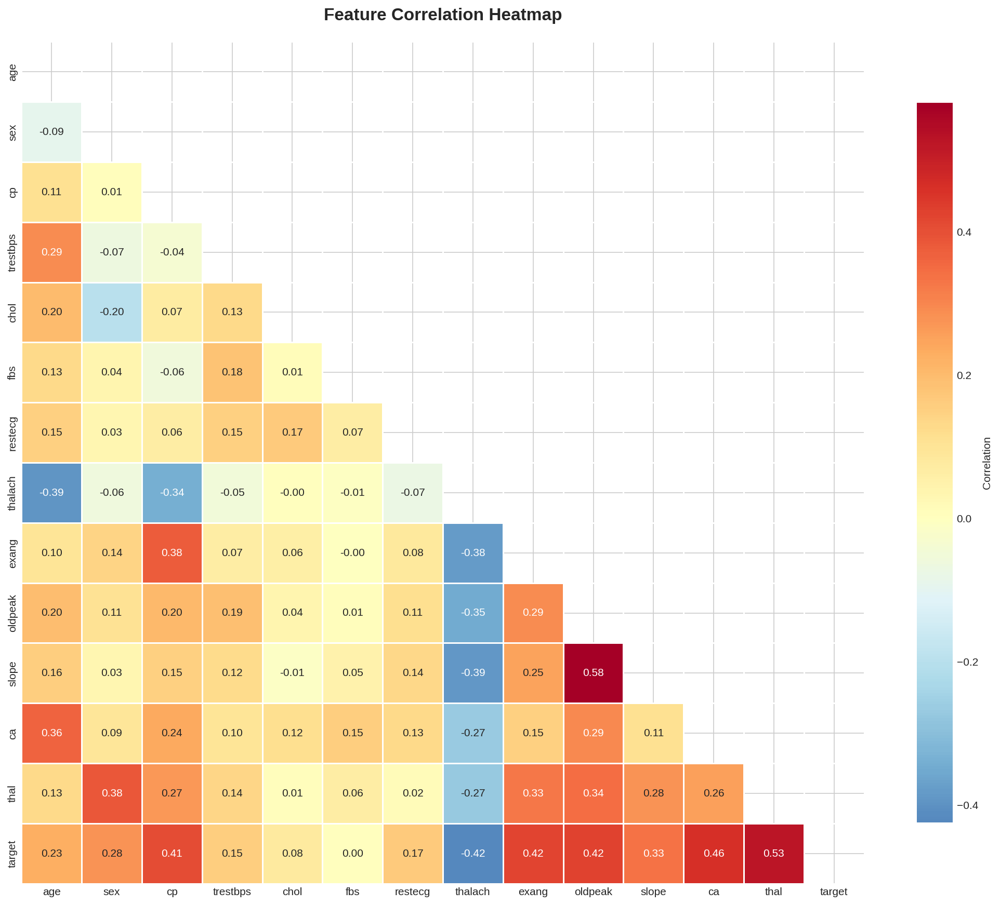 Feature Correlation Heatmap
age
sex -0.09
cp 0.11 0.01
trestbps 0.29 -0.07 -0.04
chol 0.20 -0.20 0.07 0.13
fbs 0.13 0.04 -0.06 0.18 0.01
restecg 0.15 0.03 0.06 0.15 0.17 0.07
thalach -0.39 -0.06 -0.34 -0.05 -0.00 -0.01 -0.07
exang 0.10 0.14 0.38 0.07 0.06 -0.00 0.08 -0.38
oldpeak 0.20 0.11 0.20 0.19 0.04 0.01 0.11 -0.35 0.29
slope 0.16 0.03 0.15 0.12 -0.01 0.05 0.14 -0.39 0.25 0.58
ca 0.36 0.09 0.24 0.10 0.12 0.15 0.13 -0.27 0.15 0.29 0.11
thal 0.13 0.38 0.27 0.14 0.01 0.06 0.02 -0.27 0.33 0.34 0.28 0.26
target 0.23 0.28 0.41 0.15 0.08 0.00 0.17 -0.42 0.42 0.42 0.33 0.46 0.53
age sex cp trestbps chol fbs restecg thalach exang oldpeak slope ca thal target
0.4
0.2
0.0
−0.2
−0.4
Correlation